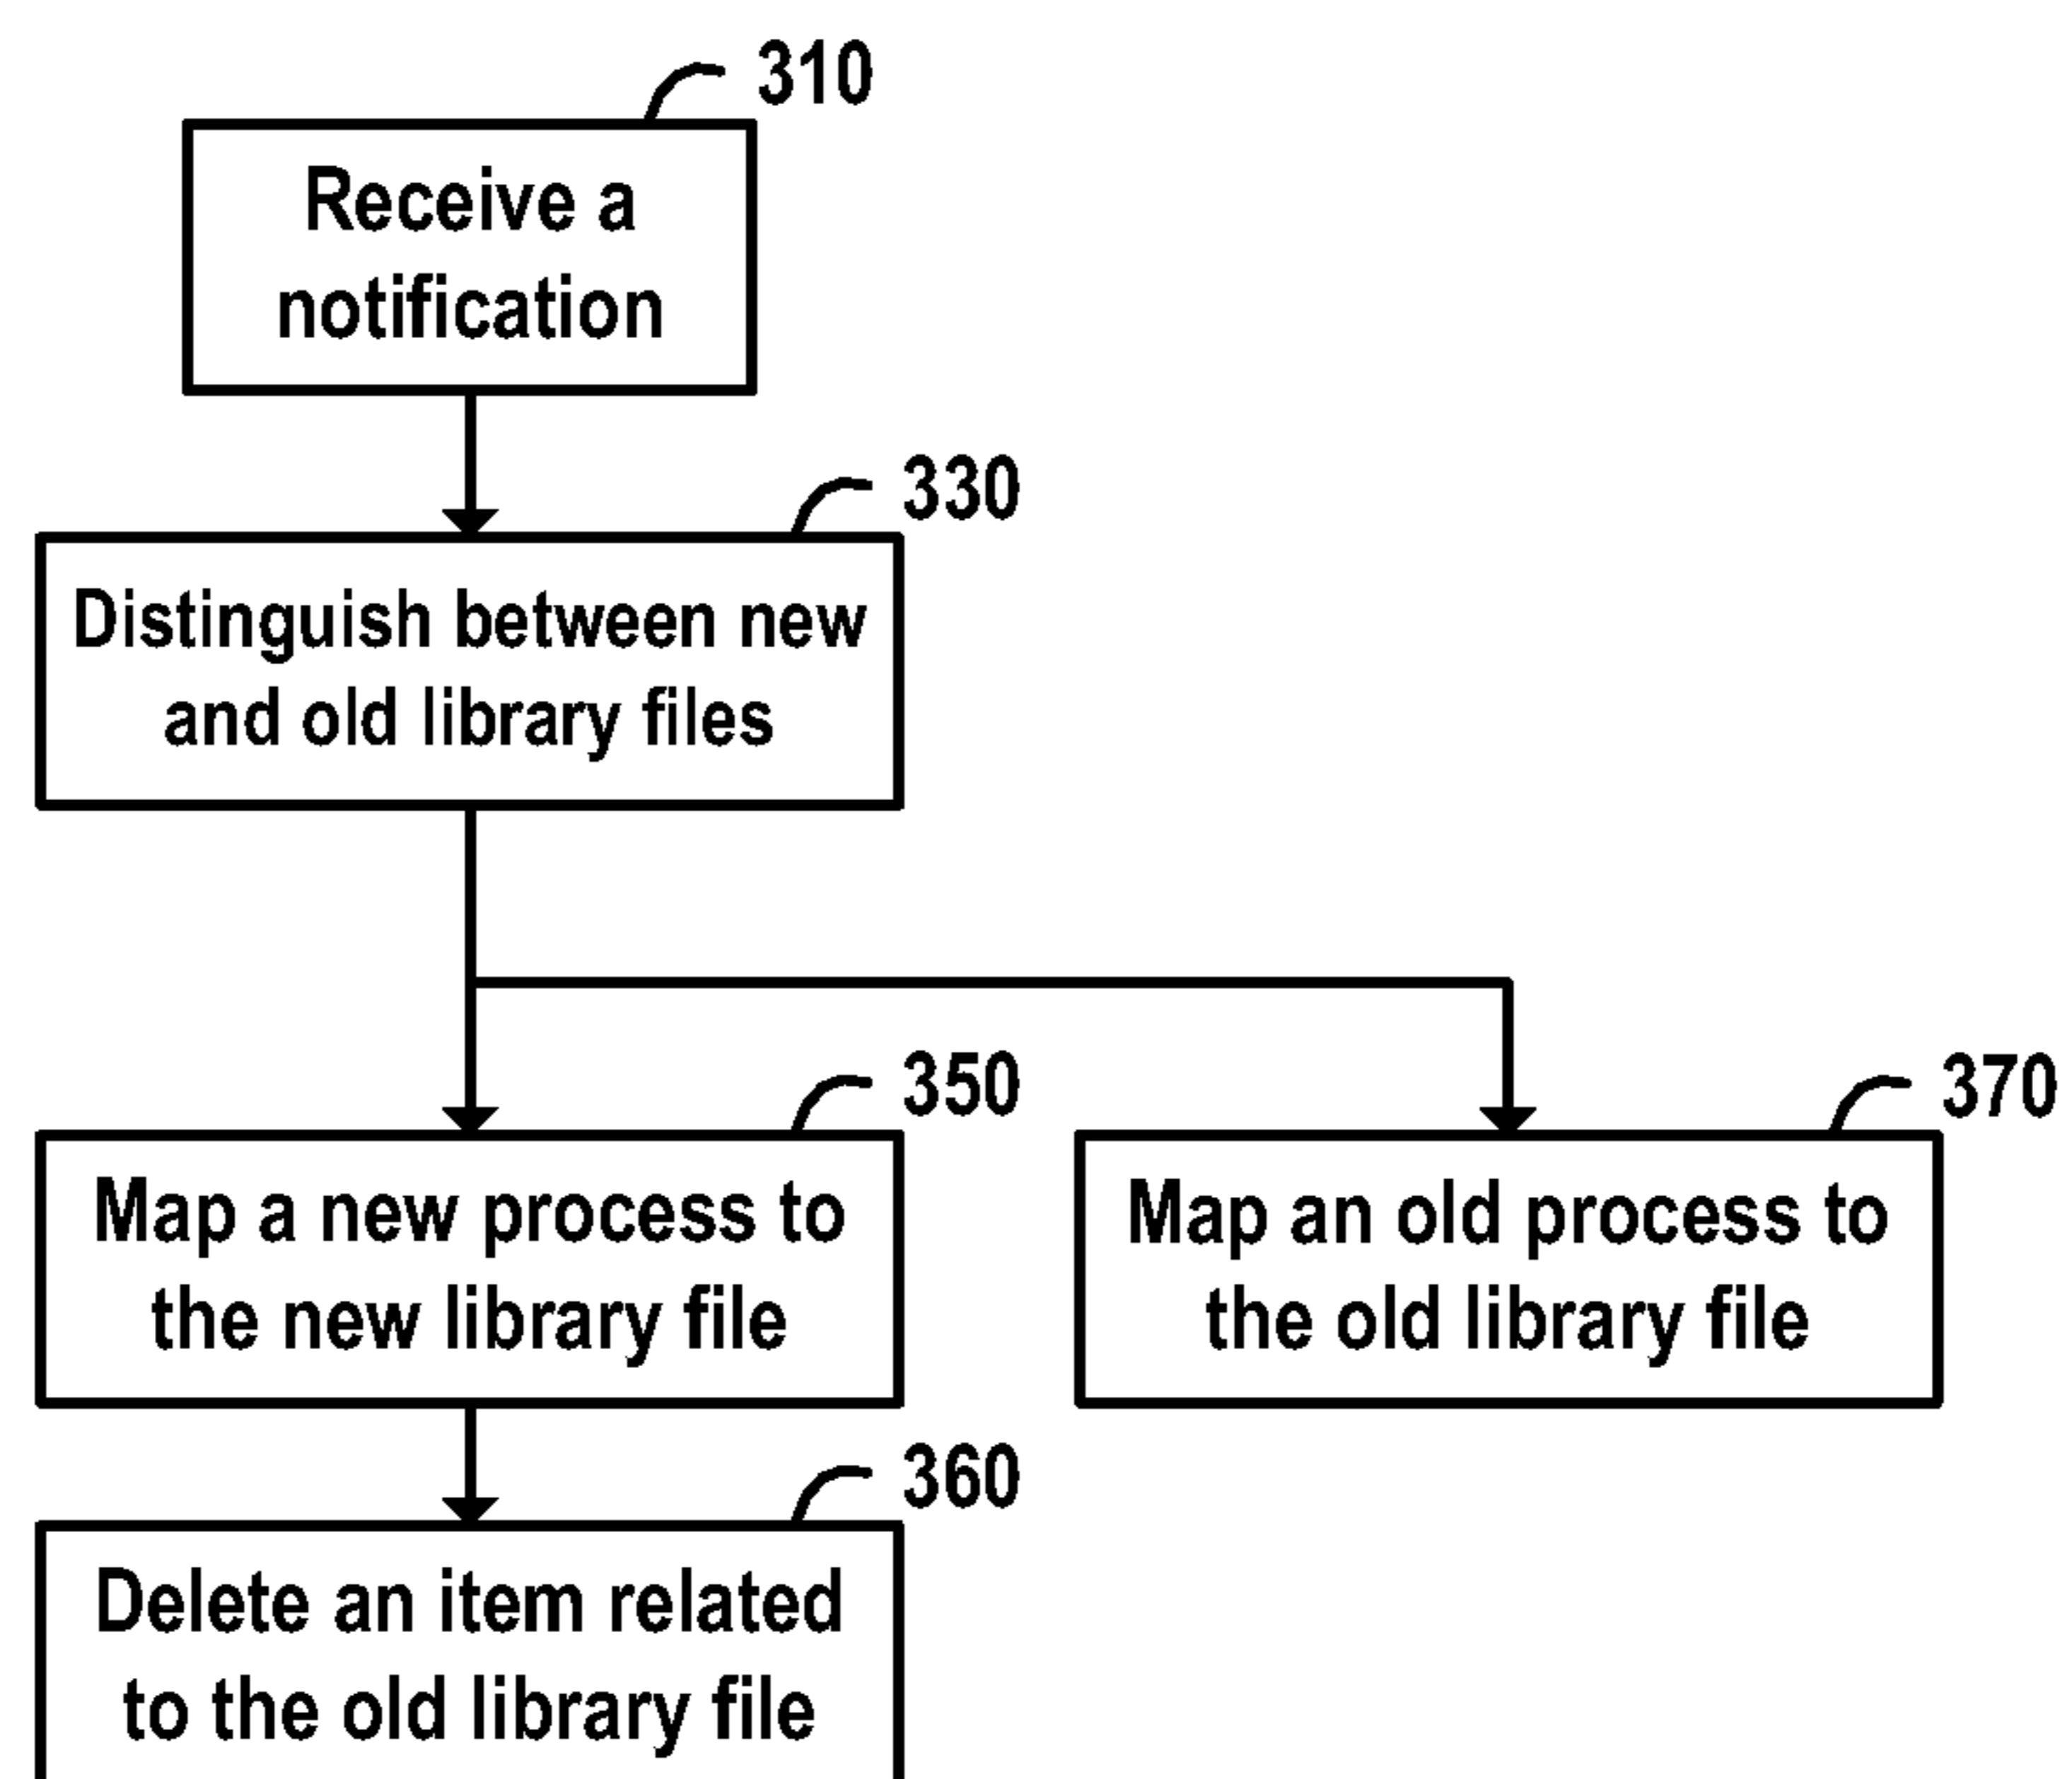 310
Receive a
notification
330
Distinguish between new
and old library files
350
Map a new process to
the new library file
370
Map an old process to
the old library file
360
Delete an item related
to the old library file